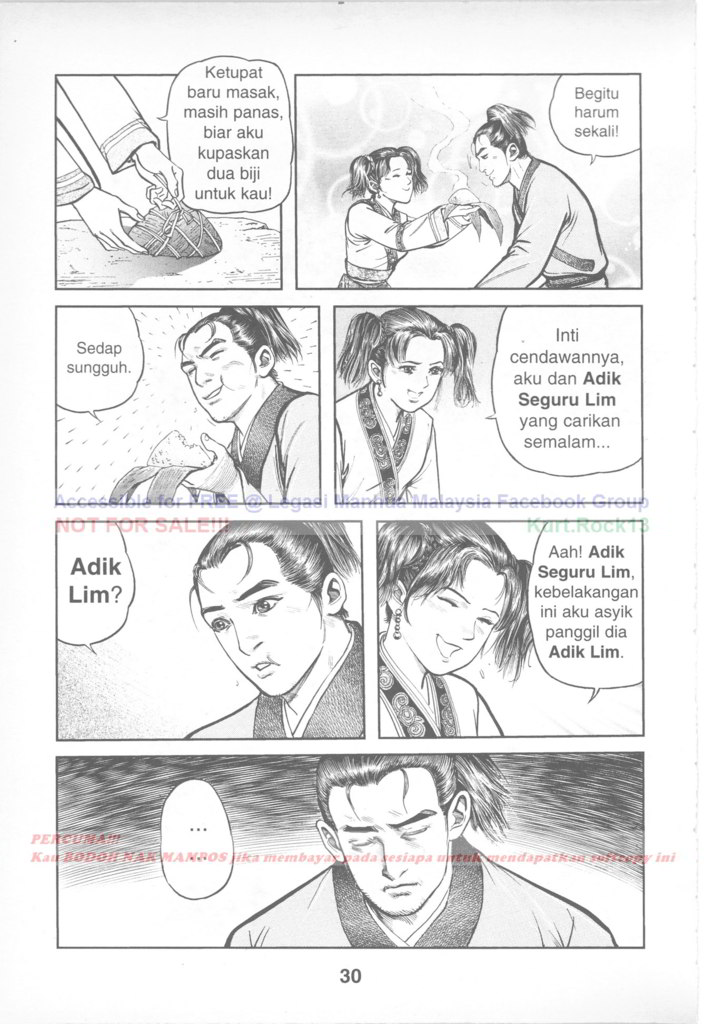 Ketupat
baru masak,
masih panas,
biar aku
kupaskan
dua biji
untuk kau!
Begitu
harum
sekali!
Sedap
sungguh.
Inti
cendawannya,
aku dan Adik
Seguru Lim
yang carikan
semalam...
Accessible for FREE @ Legasi Manhua Malaysia Facebook Group
NOT FOR SALE!!!
Kurt.Rock13
Adik
Lim?
Aah! Adik
Seguru Lim,
kebelakangan
ini aku asyik
panggil dia
Adik Lim.
...
...
PERCUMA!!!
Kau BODOH NAK MAMPOS jika membayar pada sesiapa untuk mendapatkan softcopy ini
30